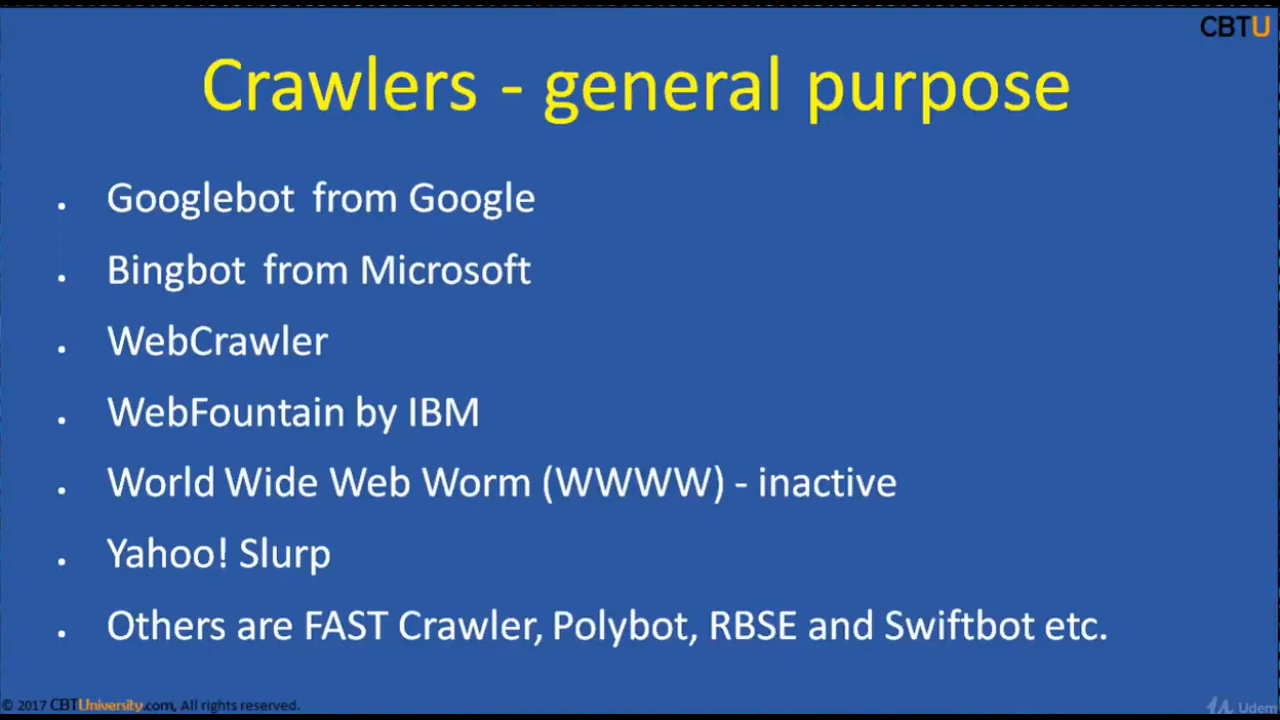 CBTU
Crawlers - general purpose
. Googlebot from Google
. Bingbot from Microsoft
. WebCrawler
. WebFountain by IBM
. World Wide Web Worm (WWWW) - inactive
. Yahoo! Slurp
. Others are FAST Crawler, Polybot, RBSE and Swiftbot etc.
© 2017 CBTUniversity.com, All rights reserved.
Udem